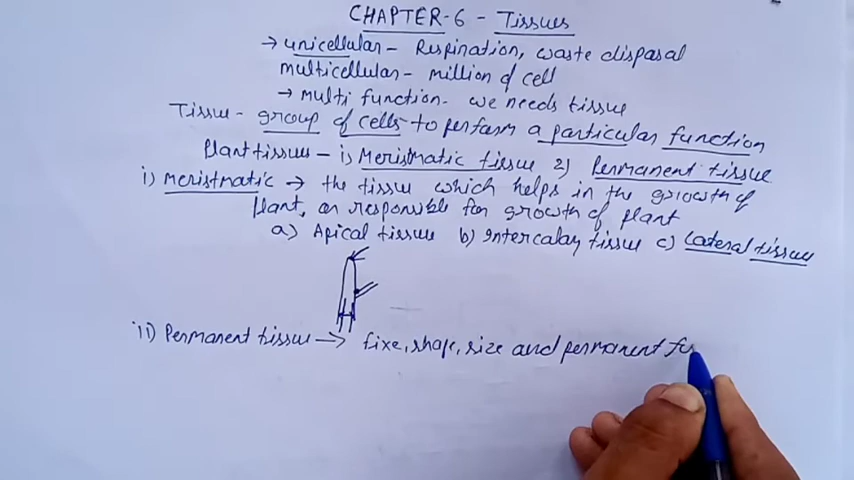 CHAPTER-6 - Tissues
→ unicellular - Respiration, waste disposal
multicellular - million of cell
→ multi function - we needs tissue
Tissue - group of cells to perform a particular function
Plant tissues - i) Meristmatic tissue 2) Permanent tissue
i) Meristmatic → the tissue which helps in the growth of
plant, or responsible for growth of plant
a) Apical tissue b) Intercalay tissue c) Lateral tissue
ii) Permanent tissue → fixe, shape, size and permanent fu